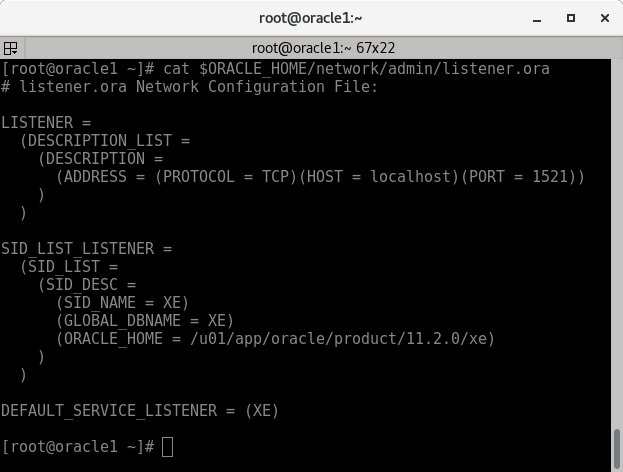 root@oracle1:~
root@oracle1:~ 67x22
[root@oracle1 ~]# cat $ORACLE_HOME/network/admin/listener.ora
# listener.ora Network Configuration File:

LISTENER =
  (DESCRIPTION_LIST =
    (DESCRIPTION =
      (ADDRESS = (PROTOCOL = TCP)(HOST = localhost)(PORT = 1521))
    )
  )

SID_LIST_LISTENER =
  (SID_LIST =
    (SID_DESC =
      (SID_NAME = XE)
      (GLOBAL_DBNAME = XE)
      (ORACLE_HOME = /u01/app/oracle/product/11.2.0/xe)
    )
  )

DEFAULT_SERVICE_LISTENER = (XE)

[root@oracle1 ~]#